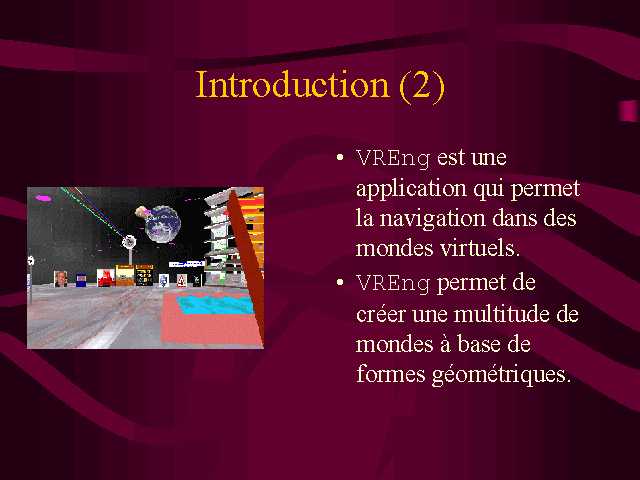 Introduction (2)
• VREng est une
application qui permet
la navigation dans des
mondes virtuels.
• VREng permet de
créer une multitude de
mondes à base de
formes géométriques.